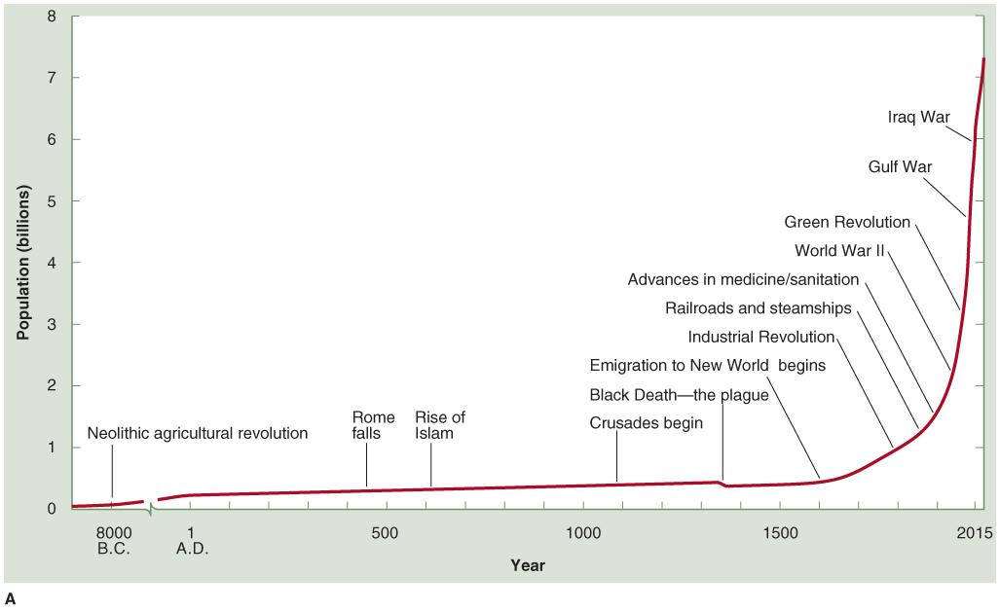 8
7
6
5
4
3
2
1
0
Population (billions)
Iraq War
Gulf War
Green Revolution
World War II
Advances in medicine/sanitation
Railroads and steamships
Industrial Revolution
Emigration to New World begins
Black Death—the plague
Crusades begin
Rise of
Islam
Rome
falls
Neolithic agricultural revolution
8000
B.C.
1
A.D.
500
1000
1500
2015
Year
A